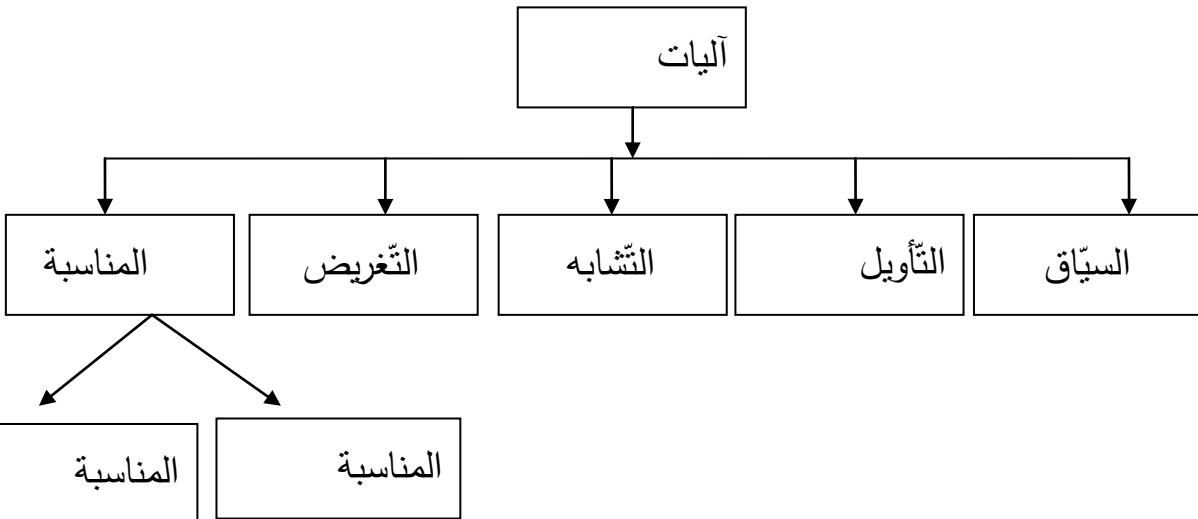 آليات
السيّاق
التّأويل
التّشابه
التّغريض
المناسبة
المناسبة
المناسبة